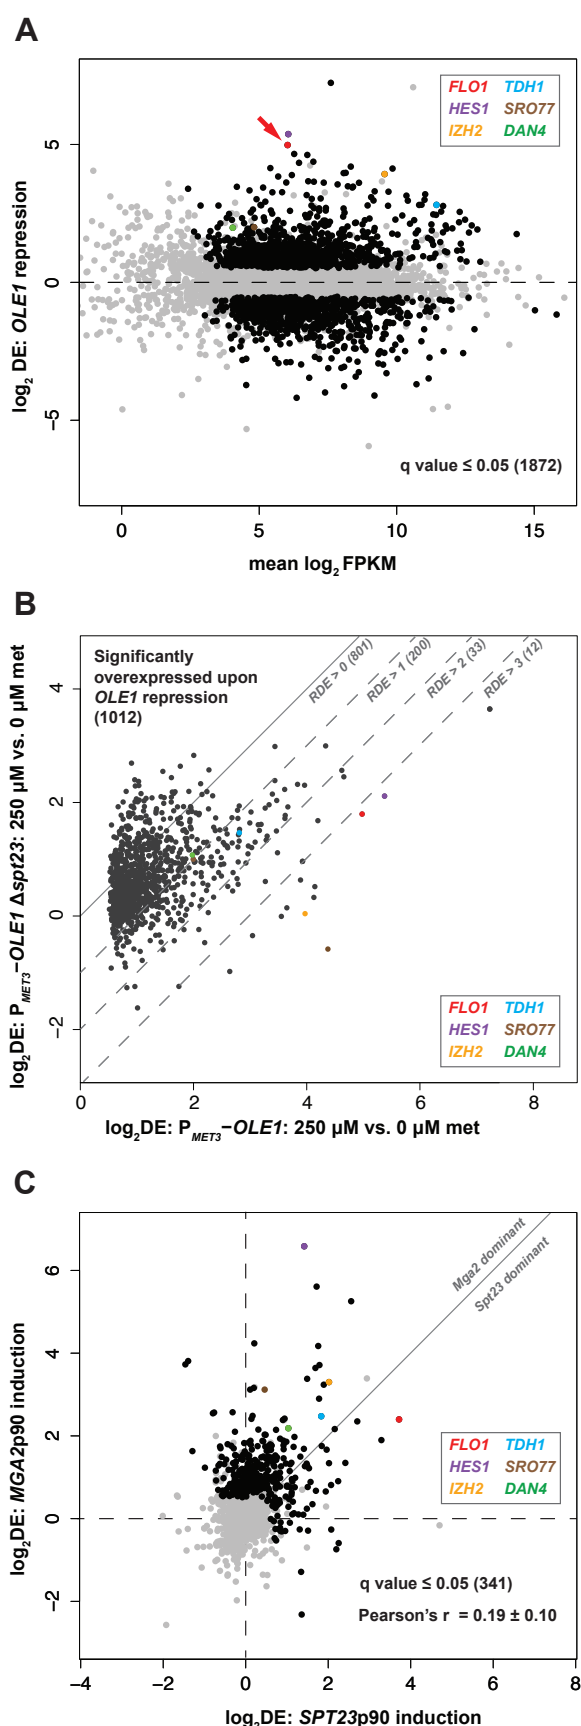 A
log2 DE: OLE1 repression
5
0
−5
FLO1 TDH1
HES1 SRO77
IZH2 DAN4
q value ≤ 0.05 (1872)
0 5 10 15
mean log2 FPKM
B
log2DE: PMET3−OLE1 Δspt23: 250 µM vs. 0 µM met
4
2
0
−2
Significantly
overexpressed upon
OLE1 repression
(1012)
RDE > 0 (801)
RDE > 1 (200)
RDE > 2 (33)
RDE > 3 (12)
FLO1 TDH1
HES1 SRO77
IZH2 DAN4
0 2 4 6 8
log2DE: PMET3−OLE1: 250 µM vs. 0 µM met
C
log2DE: MGA2p90 induction
6
4
2
0
−2
Mga2 dominant
Spt23 dominant
FLO1 TDH1
HES1 SRO77
IZH2 DAN4
q value ≤ 0.05 (341)
Pearson's r = 0.19 ± 0.10
−4 −2 0 2 4 6 8
log2DE: SPT23p90 induction